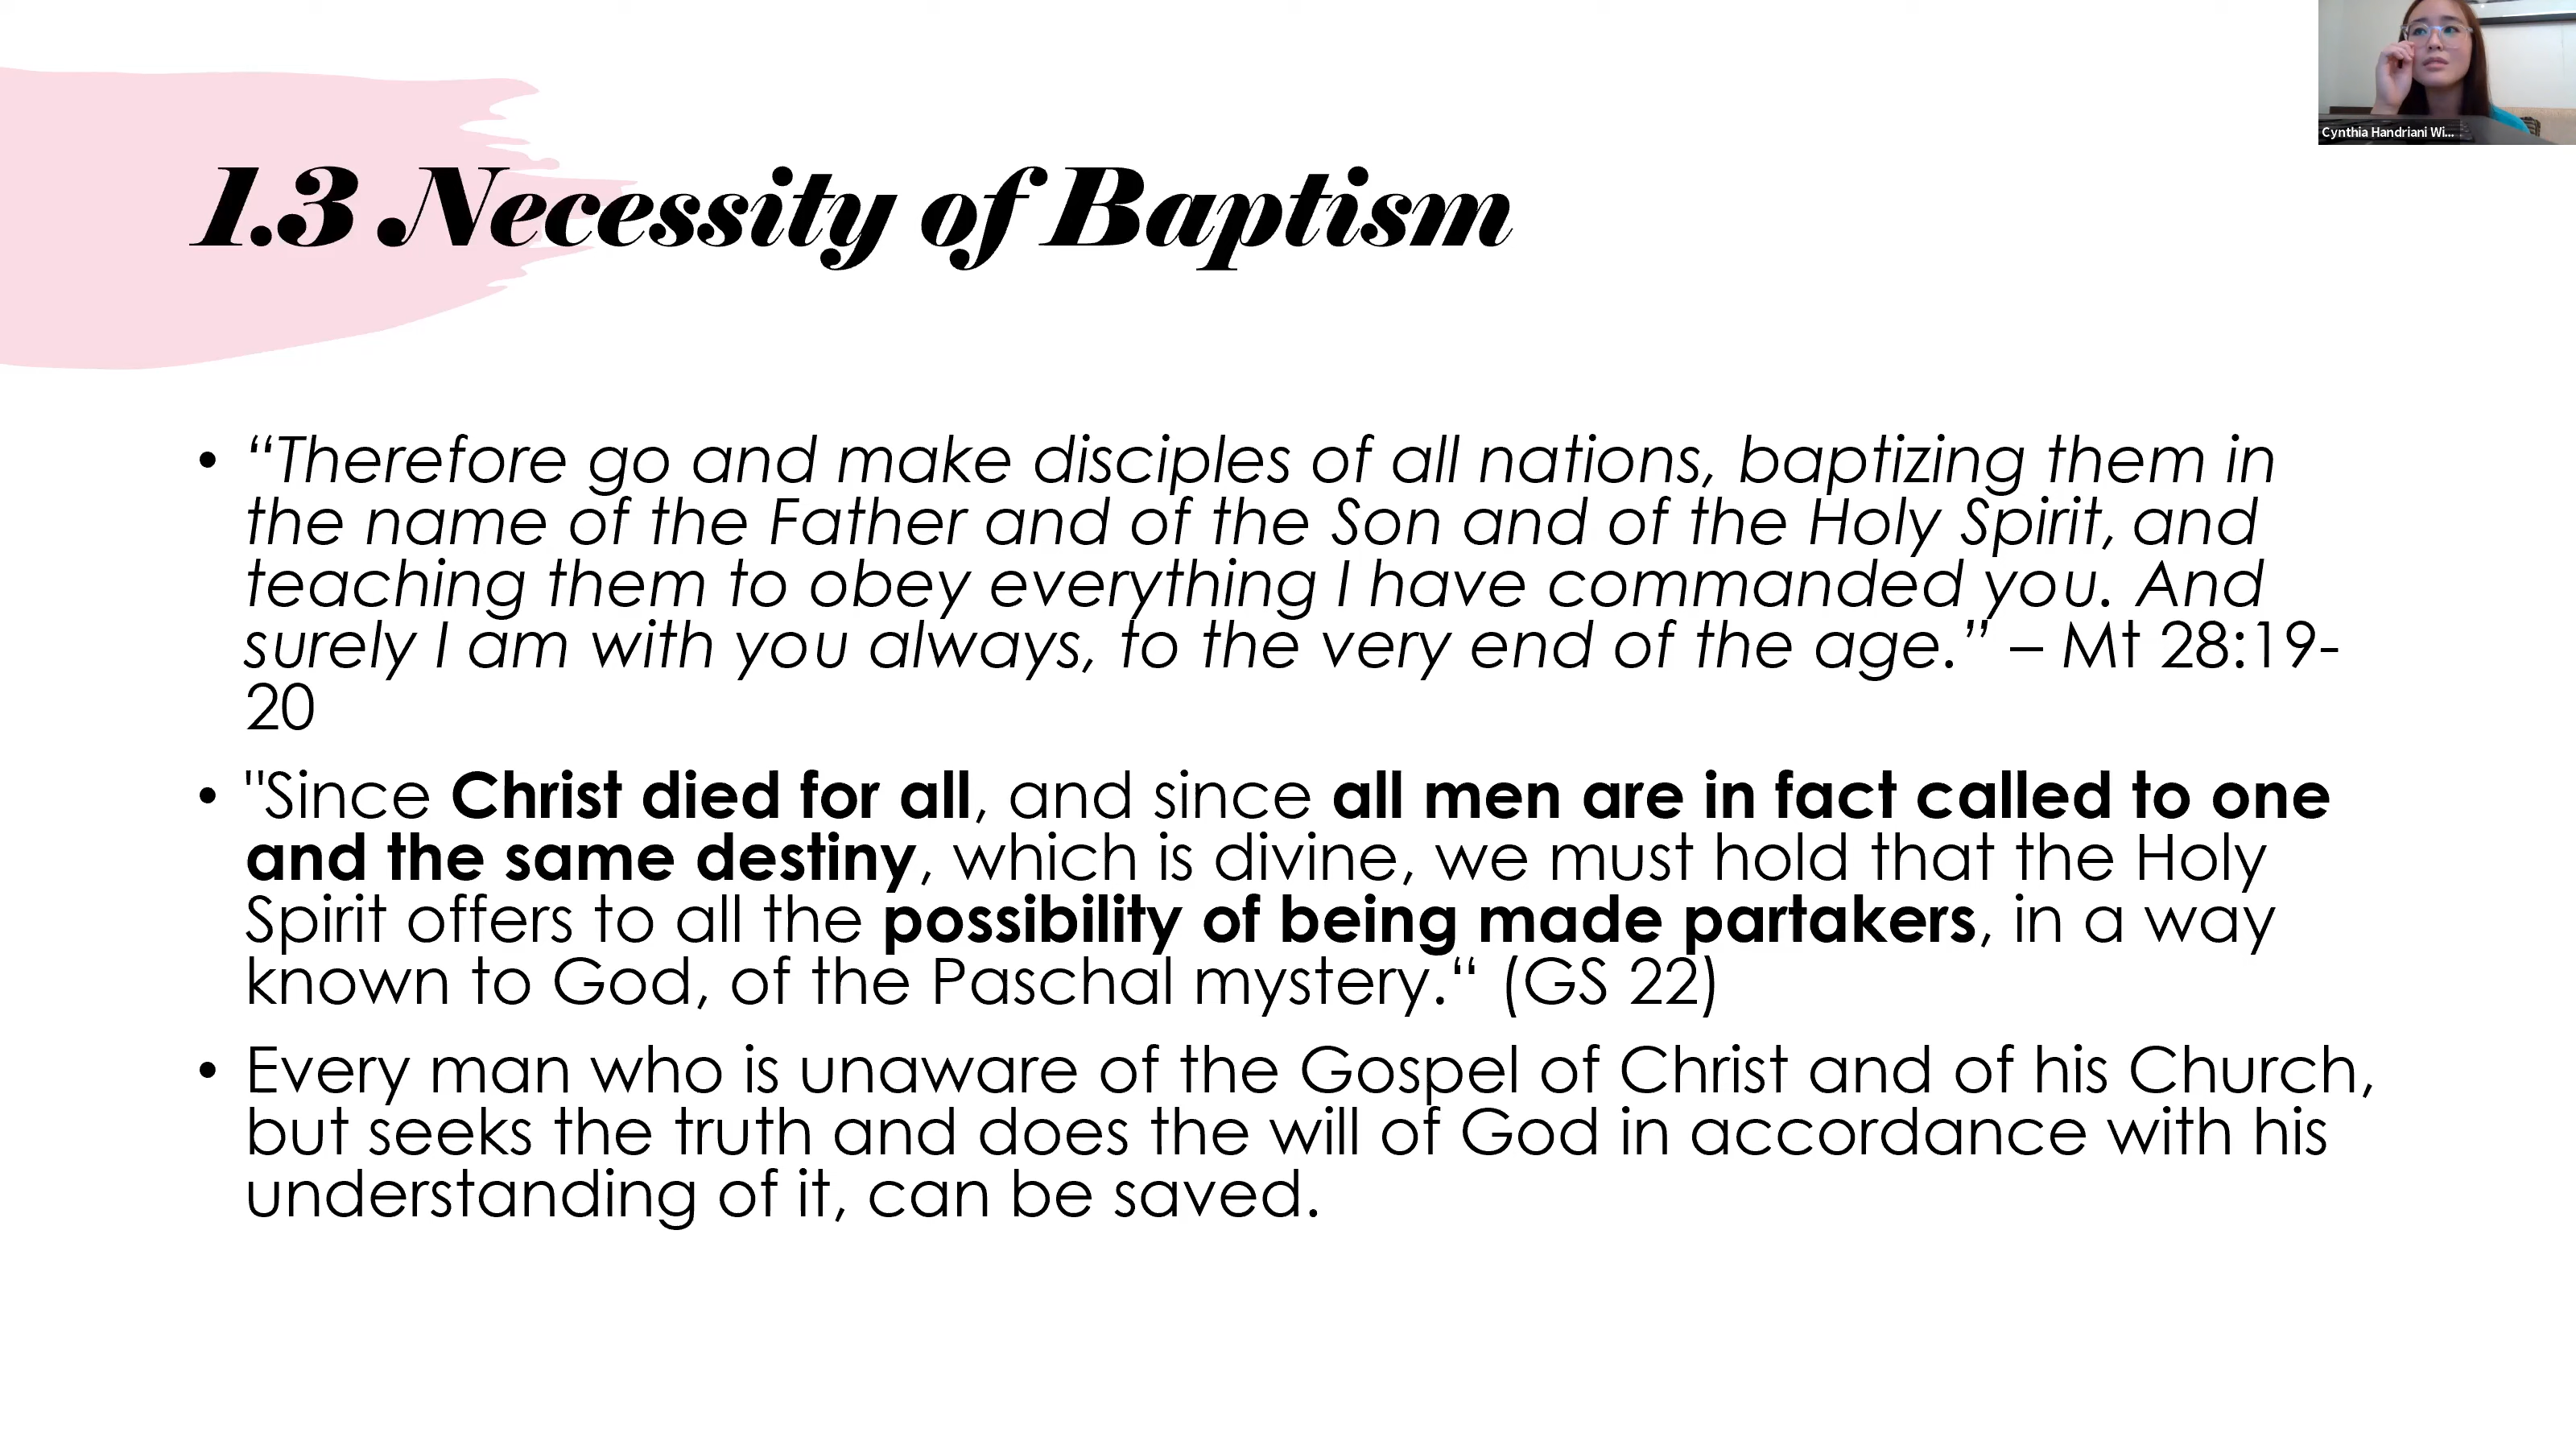 Cynthia Handriani Wi...
1.3 Necessity of Baptism
• “Therefore go and make disciples of all nations, baptizing them in
the name of the Father and of the Son and of the Holy Spirit, and
teaching them to obey everything I have commanded you. And
surely I am with you always, to the very end of the age.” – Mt 28:19-
20
• "Since Christ died for all, and since all men are in fact called to one
and the same destiny, which is divine, we must hold that the Holy
Spirit offers to all the possibility of being made partakers, in a way
known to God, of the Paschal mystery.“ (GS 22)
• Every man who is unaware of the Gospel of Christ and of his Church,
but seeks the truth and does the will of God in accordance with his
understanding of it, can be saved.